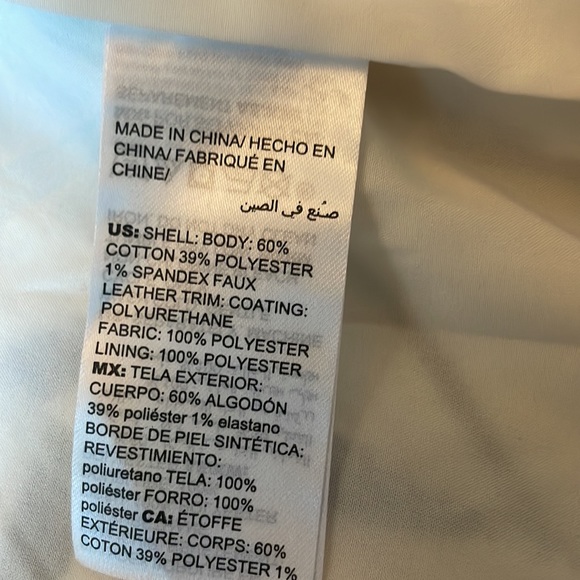 MADE IN CHINA/ HECHO EN
CHINA/ FABRIQUÉ EN
CHINE/
صُنع في الصين
US: SHELL: BODY: 60%
COTTON 39% POLYESTER
1% SPANDEX FAUX
LEATHER TRIM: COATING:
POLYURETHANE
FABRIC: 100% POLYESTER
LINING: 100% POLYESTER
MX: TELA EXTERIOR:
CUERPO: 60% ALGODÓN
39% poliéster 1% elastano
BORDE DE PIEL SINTÉTICA:
REVESTIMIENTO:
poliuretano TELA: 100%
poliéster FORRO: 100%
poliéster CA: ÉTOFFE
EXTÉRIEURE: CORPS: 60%
COTON 39% POLYESTER 1%